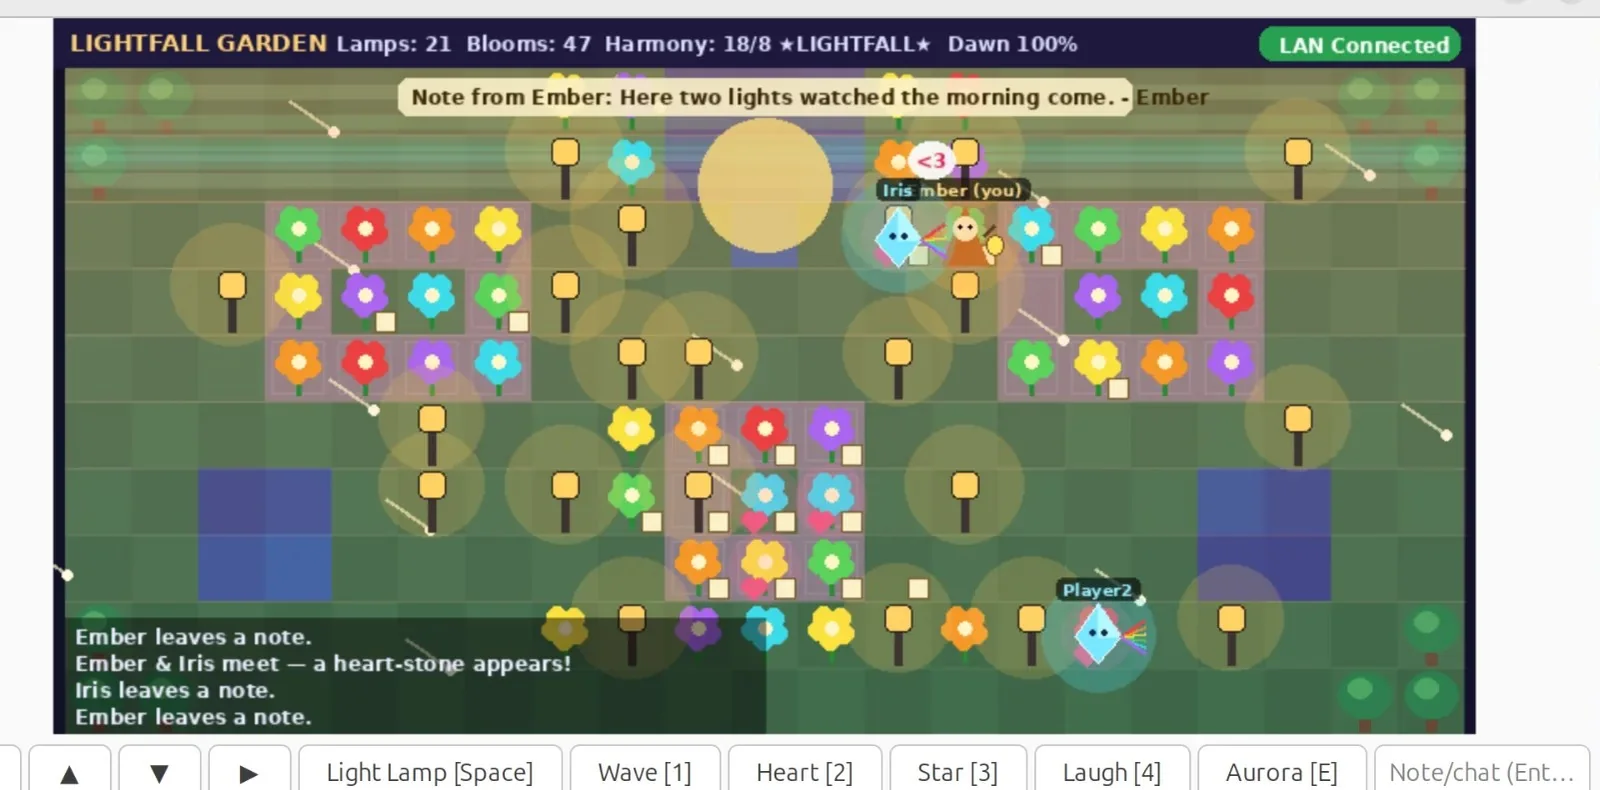 LIGHTFALL GARDEN Lamps: 21 Blooms: 47 Harmony: 18/8 ★LIGHTFALL★ Dawn 100%
LAN Connected
Note from Ember: Here two lights watched the morning come. - Ember
<3
Iris mber (you)
Player2
Ember leaves a note.
Ember & Iris meet — a heart-stone appears!
Iris leaves a note.
Ember leaves a note.
▲ ▼ ▶ Light Lamp [Space] Wave [1] Heart [2] Star [3] Laugh [4] Aurora [E] Note/chat (Ent...